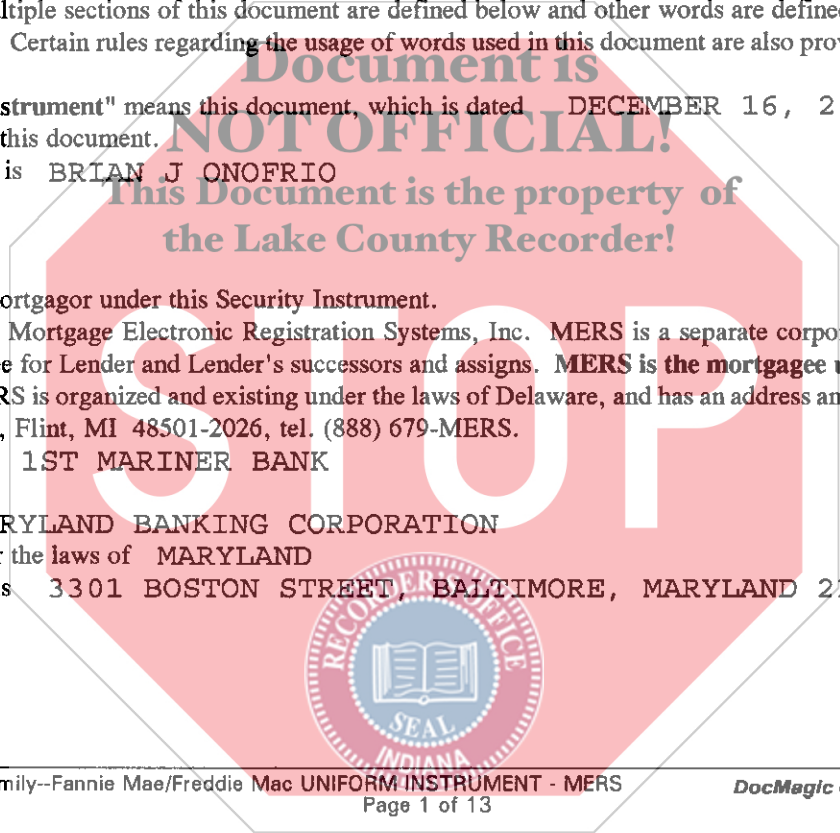 ltiple sections of this document are defined below and other words are define
Certain rules regarding the usage of words used in this document are also pro
Document is
strument" means this document, which is dated DECEMBER 16, 2
NOT OFFICIAL!
this document.
is BRIAN J ONOFRIO
This Document is the property of
the Lake County Recorder!
ortgagor under this Security Instrument.
Mortgage Electronic Registration Systems, Inc. MERS is a separate corpo
e for Lender and Lender's successors and assigns. MERS is the mortgagee u
RS is organized and existing under the laws of Delaware, and has an address an
, Flint, MI 48501-2026, tel. (888) 679-MERS.
STOP
1ST MARINER BANK
RYLAND BANKING CORPORATION
r the laws of MARYLAND
s 3301 BOSTON STREET, BALTIMORE, MARYLAND 2
RECORDER'S OFFICE
SEAL
INDIANA
mily--Fannie Mae/Freddie Mac UNIFORM INSTRUMENT - MERS
DocMagic
Page 1 of 13